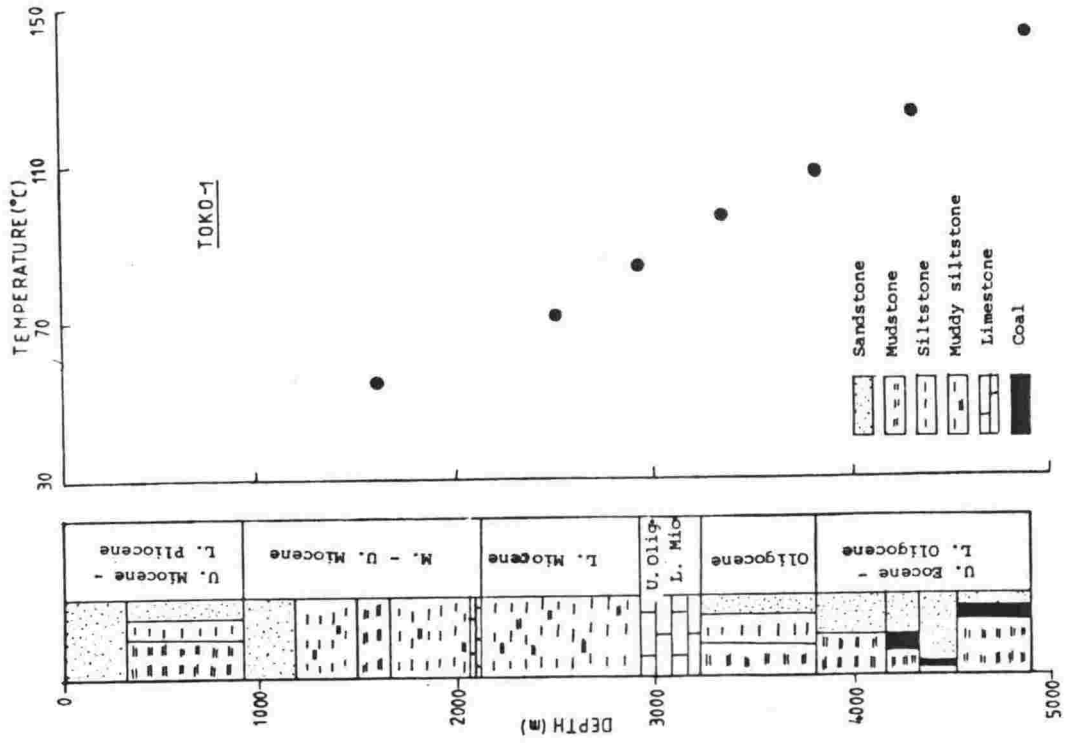 TEMPERATURE (°C)
30
70
110
150
TOKO-1
U. Miocene -
L. Pliocene
M. - U. Miocene
L. Miocene
U. Olig-
L. Mio
Oligocene
U. Eocene -
L. Oligocene
Sandstone
Mudstone
Siltstone
Muddy siltstone
Limestone
Coal
0
1000
2000
3000
4000
5000
DEPTH (m)